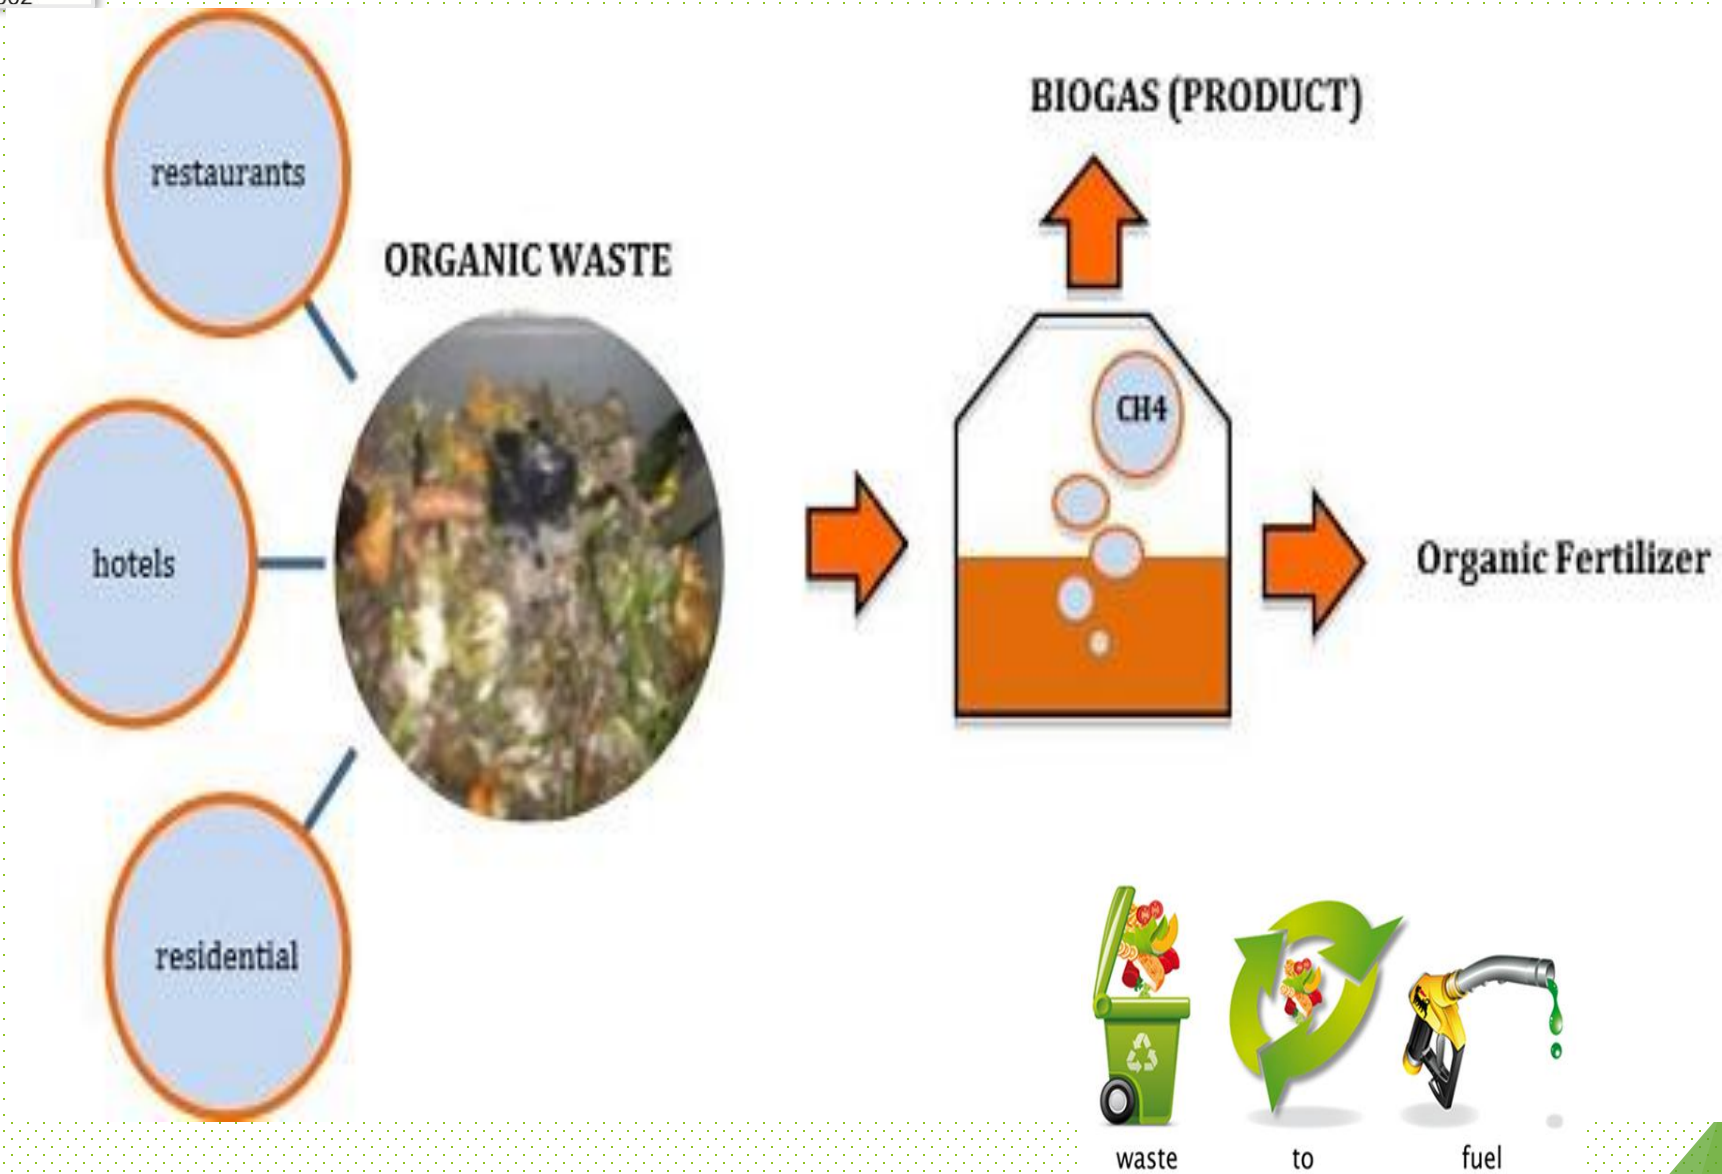 restaurants
ORGANIC WASTE
hotels
residential
BIOGAS (PRODUCT)
CH4
Organic Fertilizer
waste to fuel